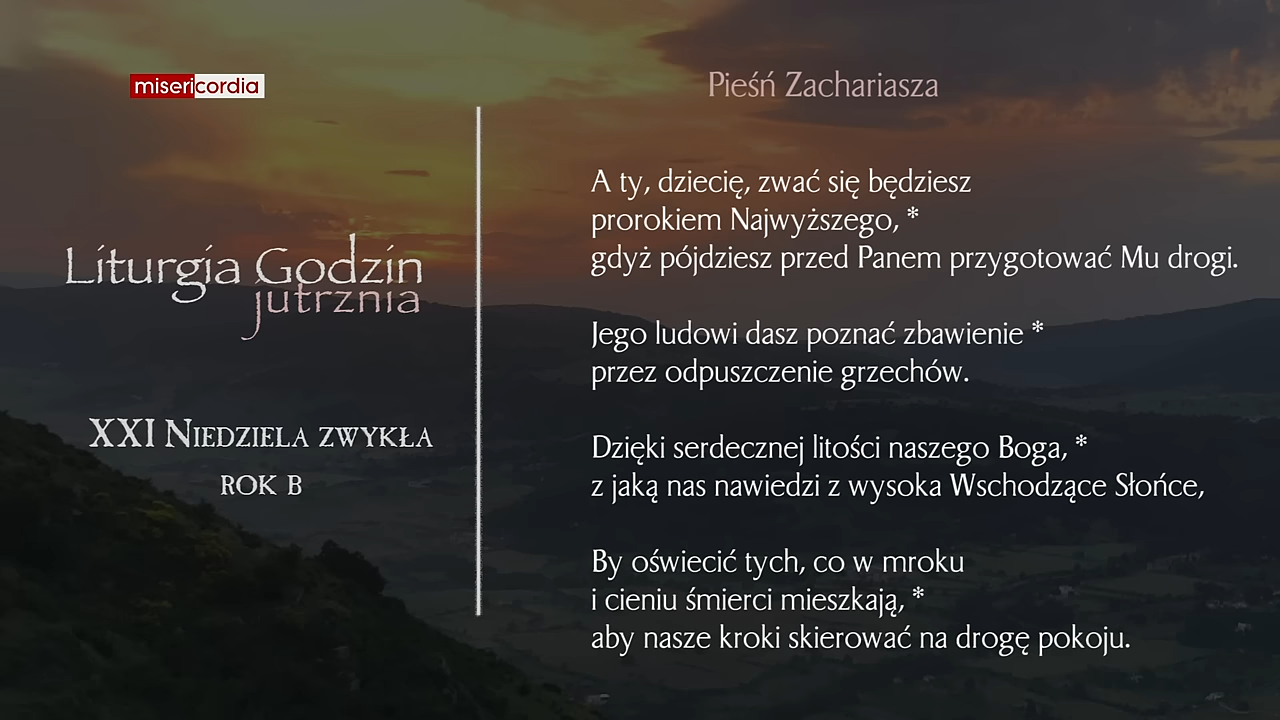 misericordia
Liturgia Godzin
jutrznia
XXI Niedziela zwykła
rok B
Pieśń Zachariasza
A ty, dziecię, zwać się będziesz
prorokiem Najwyższego, *
gdyż pójdziesz przed Panem przygotować Mu drogi.
Jego ludowi dasz poznać zbawienie *
przez odpuszczenie grzechów.
Dzięki serdecznej litości naszego Boga, *
z jaką nas nawiedzi z wysoka Wschodzące Słońce,
By oświecić tych, co w mroku
i cieniu śmierci mieszkają, *
aby nasze kroki skierować na drogę pokoju.